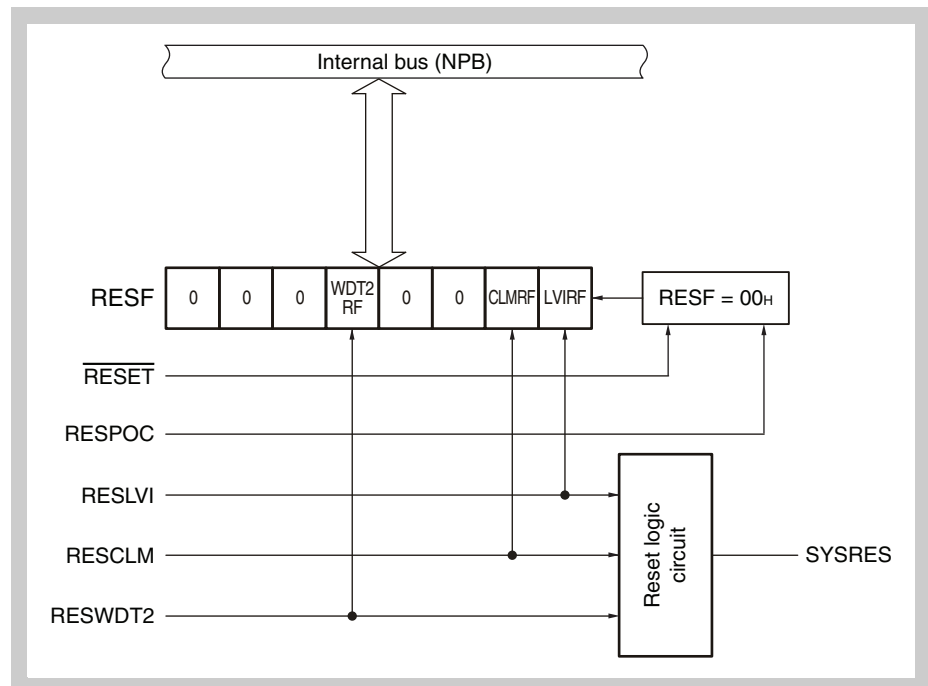 Internal bus (NPB)
RESF 0 0 0 WDT2 RF 0 0 CLMRF LVIRF RESF = 00H
RESET
RESPOC
RESLVI
RESCLM
RESWDT2
Reset logic
circuit
SYSRES